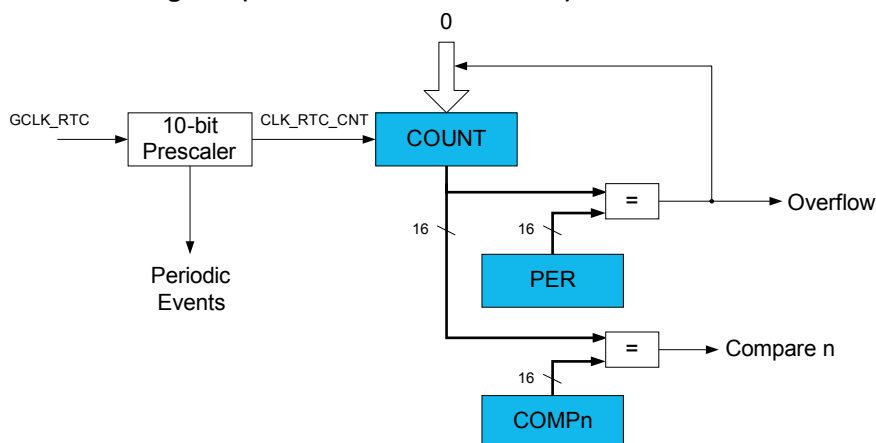 0
GCLK_RTC
10-bit
Prescaler
CLK_RTC_CNT
COUNT
=
Overflow
16
16
Periodic
Events
PER
=
Compare n
16
COMPn